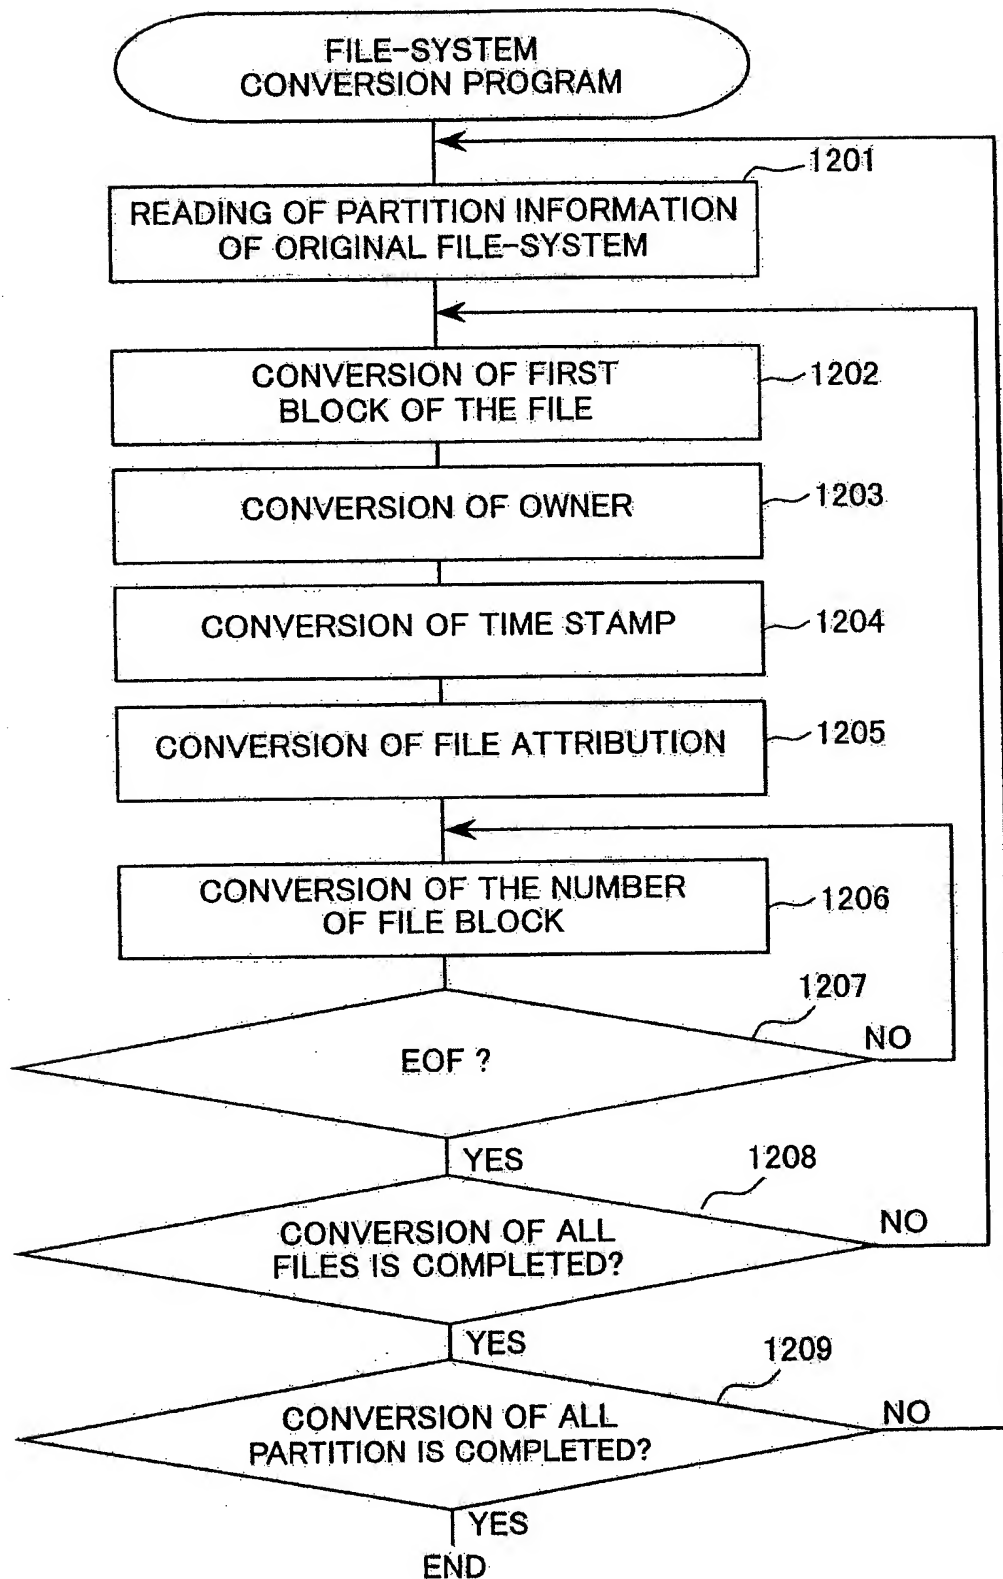 FILE-SYSTEM
CONVERSION PROGRAM
1201
READING OF PARTITION INFORMATION
OF ORIGINAL FILE-SYSTEM
CONVERSION OF FIRST
BLOCK OF THE FILE
1202
CONVERSION OF OWNER
1203
CONVERSION OF TIME STAMP
1204
CONVERSION OF FILE ATTRIBUTION
1205
CONVERSION OF THE NUMBER
OF FILE BLOCK
1206
1207
EOF ?
NO
YES
1208
CONVERSION OF ALL
FILES IS COMPLETED?
NO
YES
1209
CONVERSION OF ALL
PARTITION IS COMPLETED?
NO
YES
END